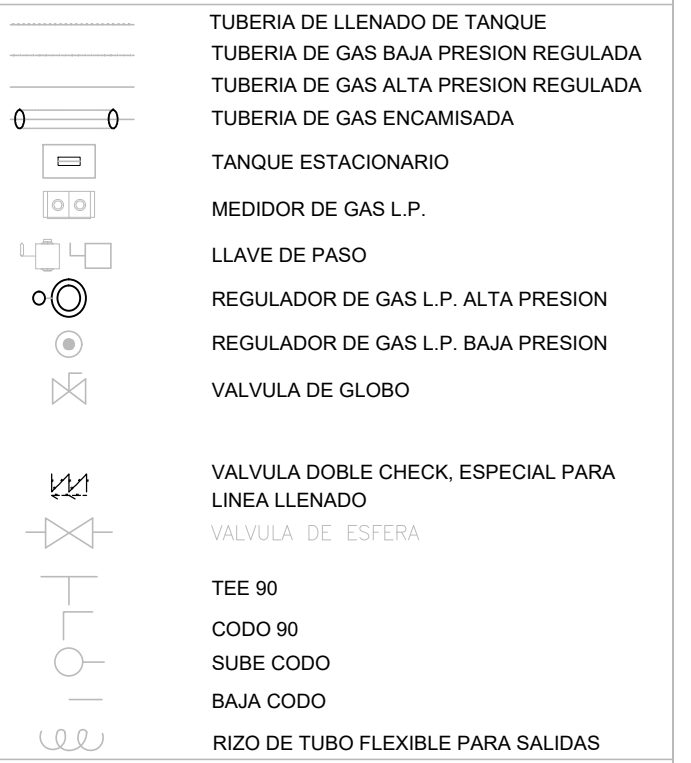 TUBERIA DE LLENADO DE TANQUE
TUBERIA DE GAS BAJA PRESION REGULADA
TUBERIA DE GAS ALTA PRESION REGULADA
TUBERIA DE GAS ENCAMISADA
TANQUE ESTACIONARIO
MEDIDOR DE GAS L.P.
LLAVE DE PASO
REGULADOR DE GAS L.P. ALTA PRESION
REGULADOR DE GAS L.P. BAJA PRESION
VALVULA DE GLOBO
VALVULA DOBLE CHECK, ESPECIAL PARA
LINEA LLENADO
VALVULA DE ESFERA
TEE 90
CODO 90
SUBE CODO
BAJA CODO
RIZO DE TUBO FLEXIBLE PARA SALIDAS